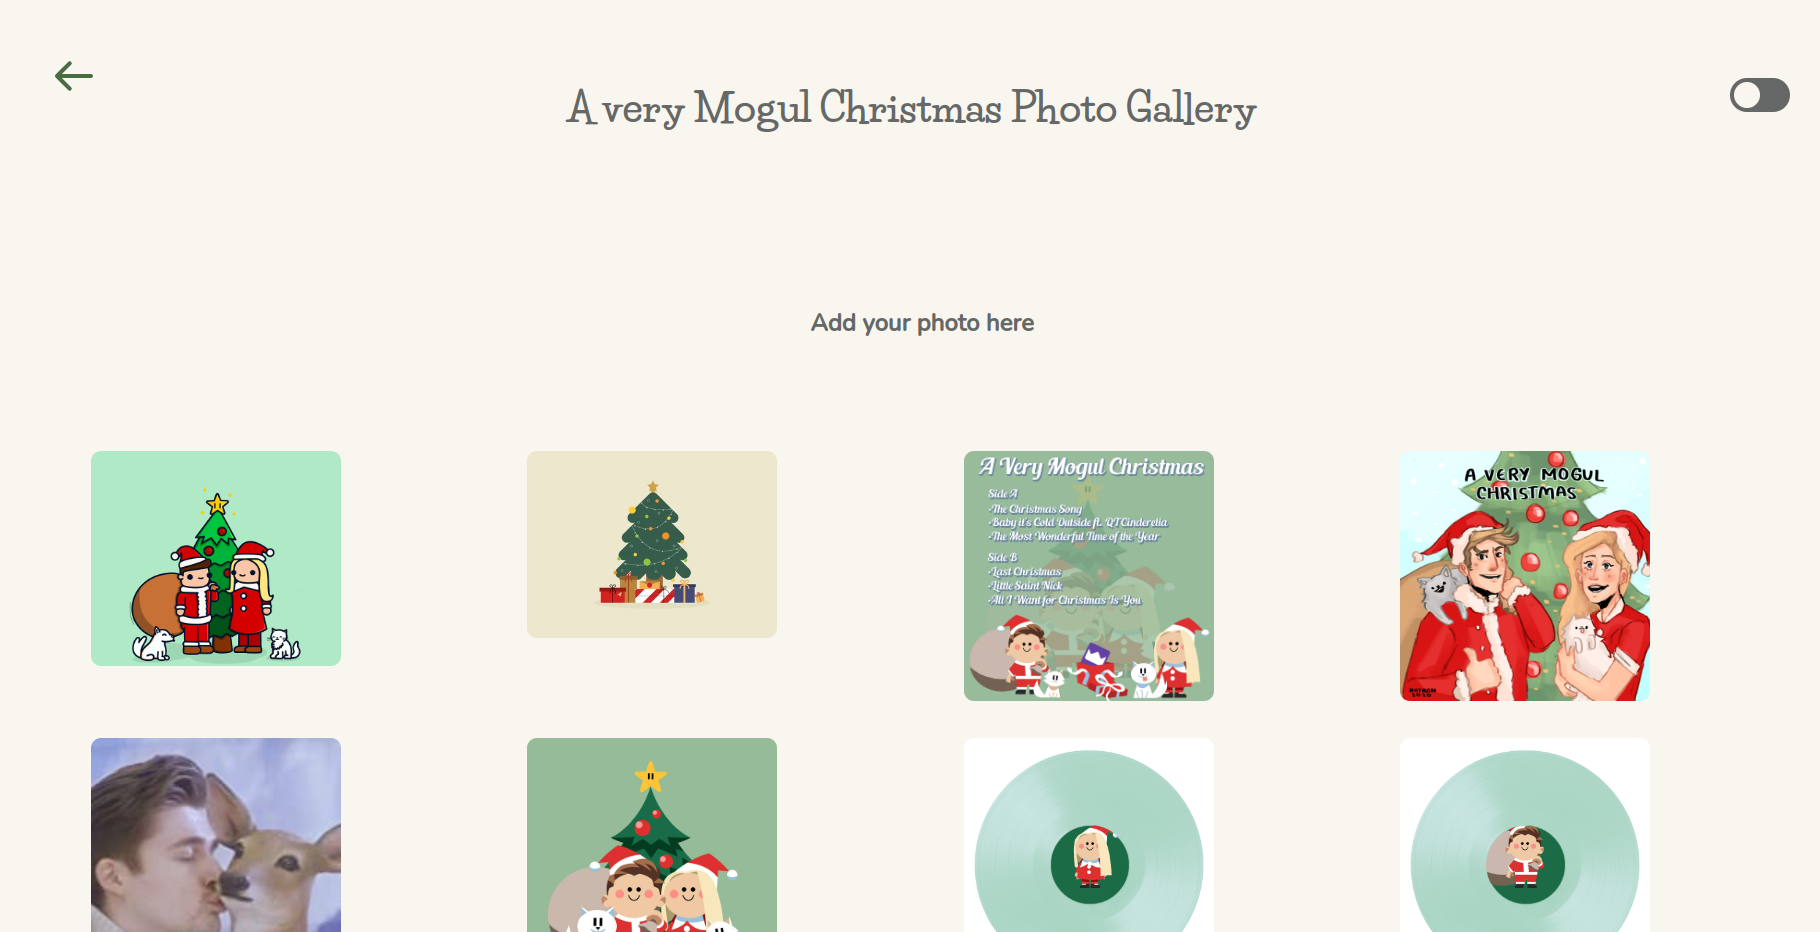 A very Mogul Christmas Photo Gallery
Add your photo here
A Very Mogul Christmas
Side A
-The Christmas Song
-Baby it's Cold Outside ft. QTCinderella
-The Most Wonderful Time of the Year
Side B
-Last Christmas
-Little Saint Nick
-All I Want for Christmas Is You
A VERY MOGUL
CHRISTMAS